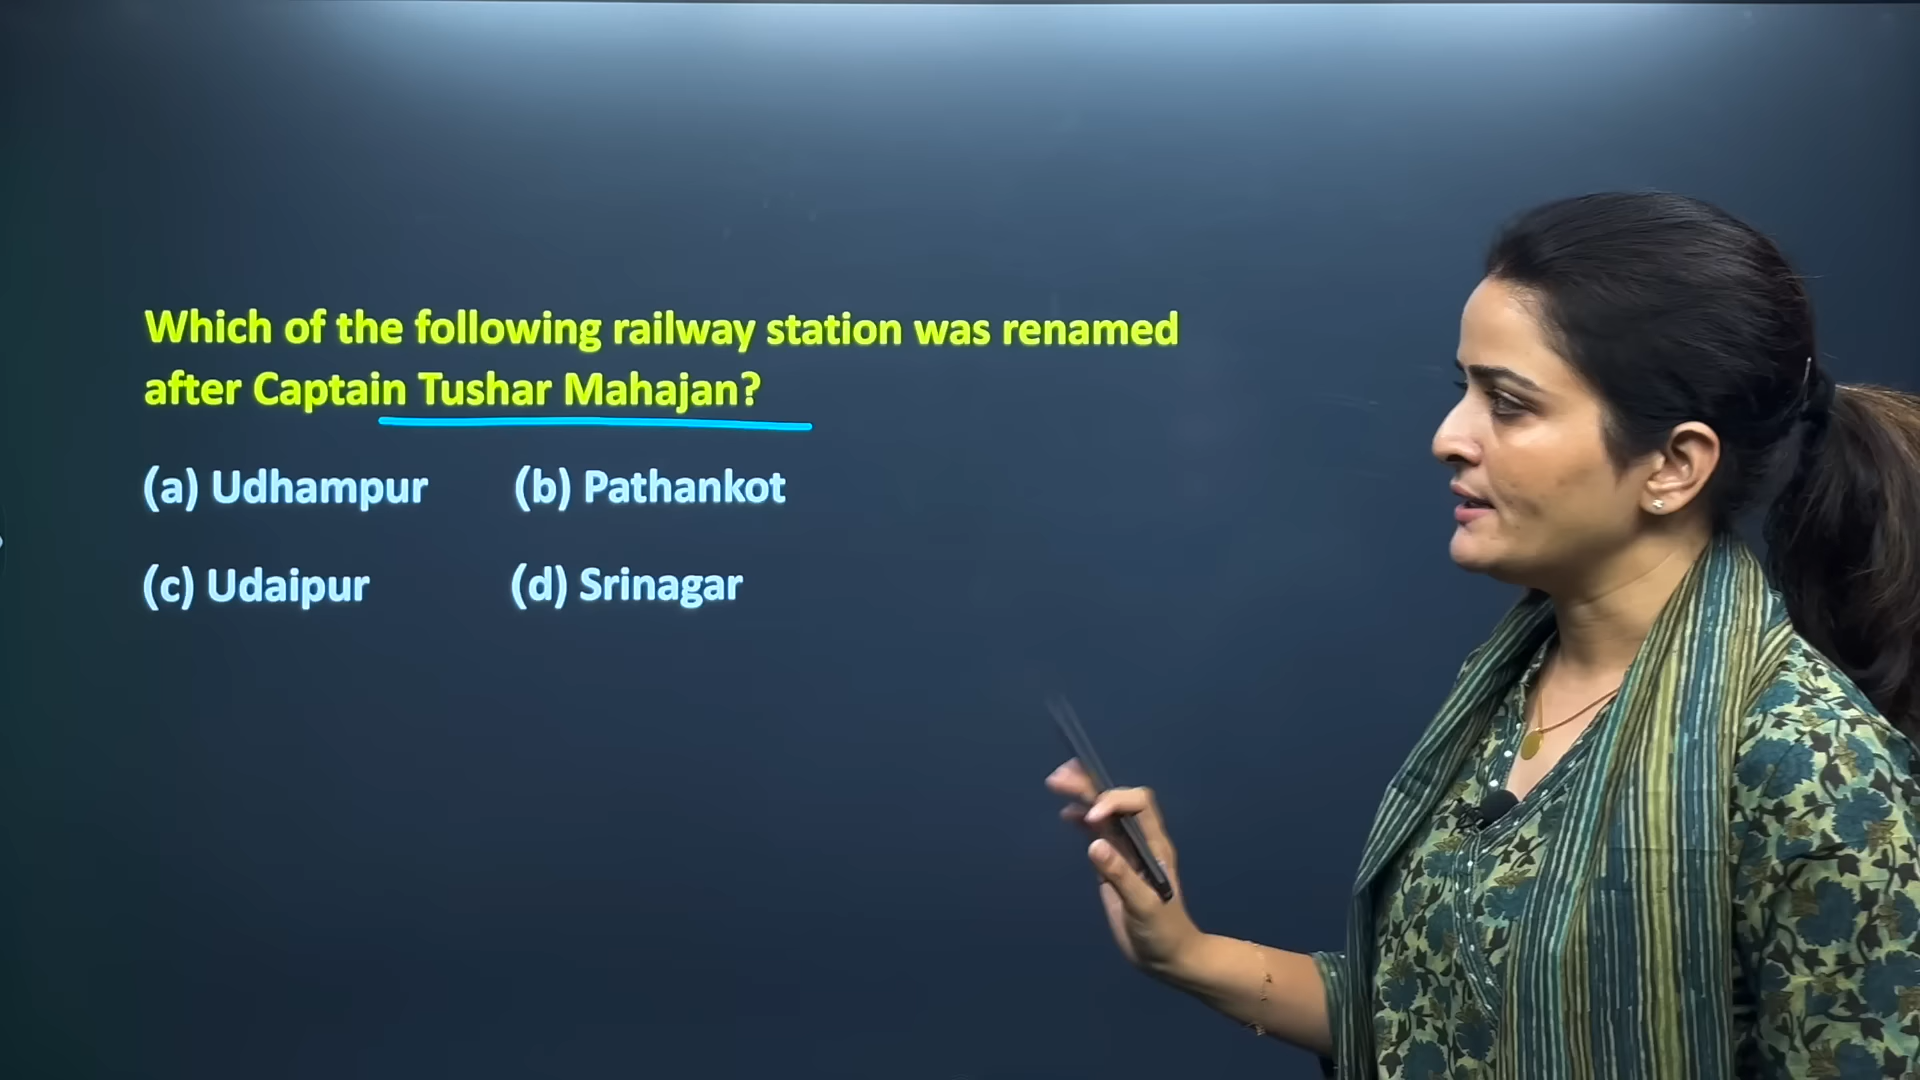 Which of the following railway station was renamed
after Captain Tushar Mahajan?
(a) Udhampur (b) Pathankot
(c) Udaipur (d) Srinagar